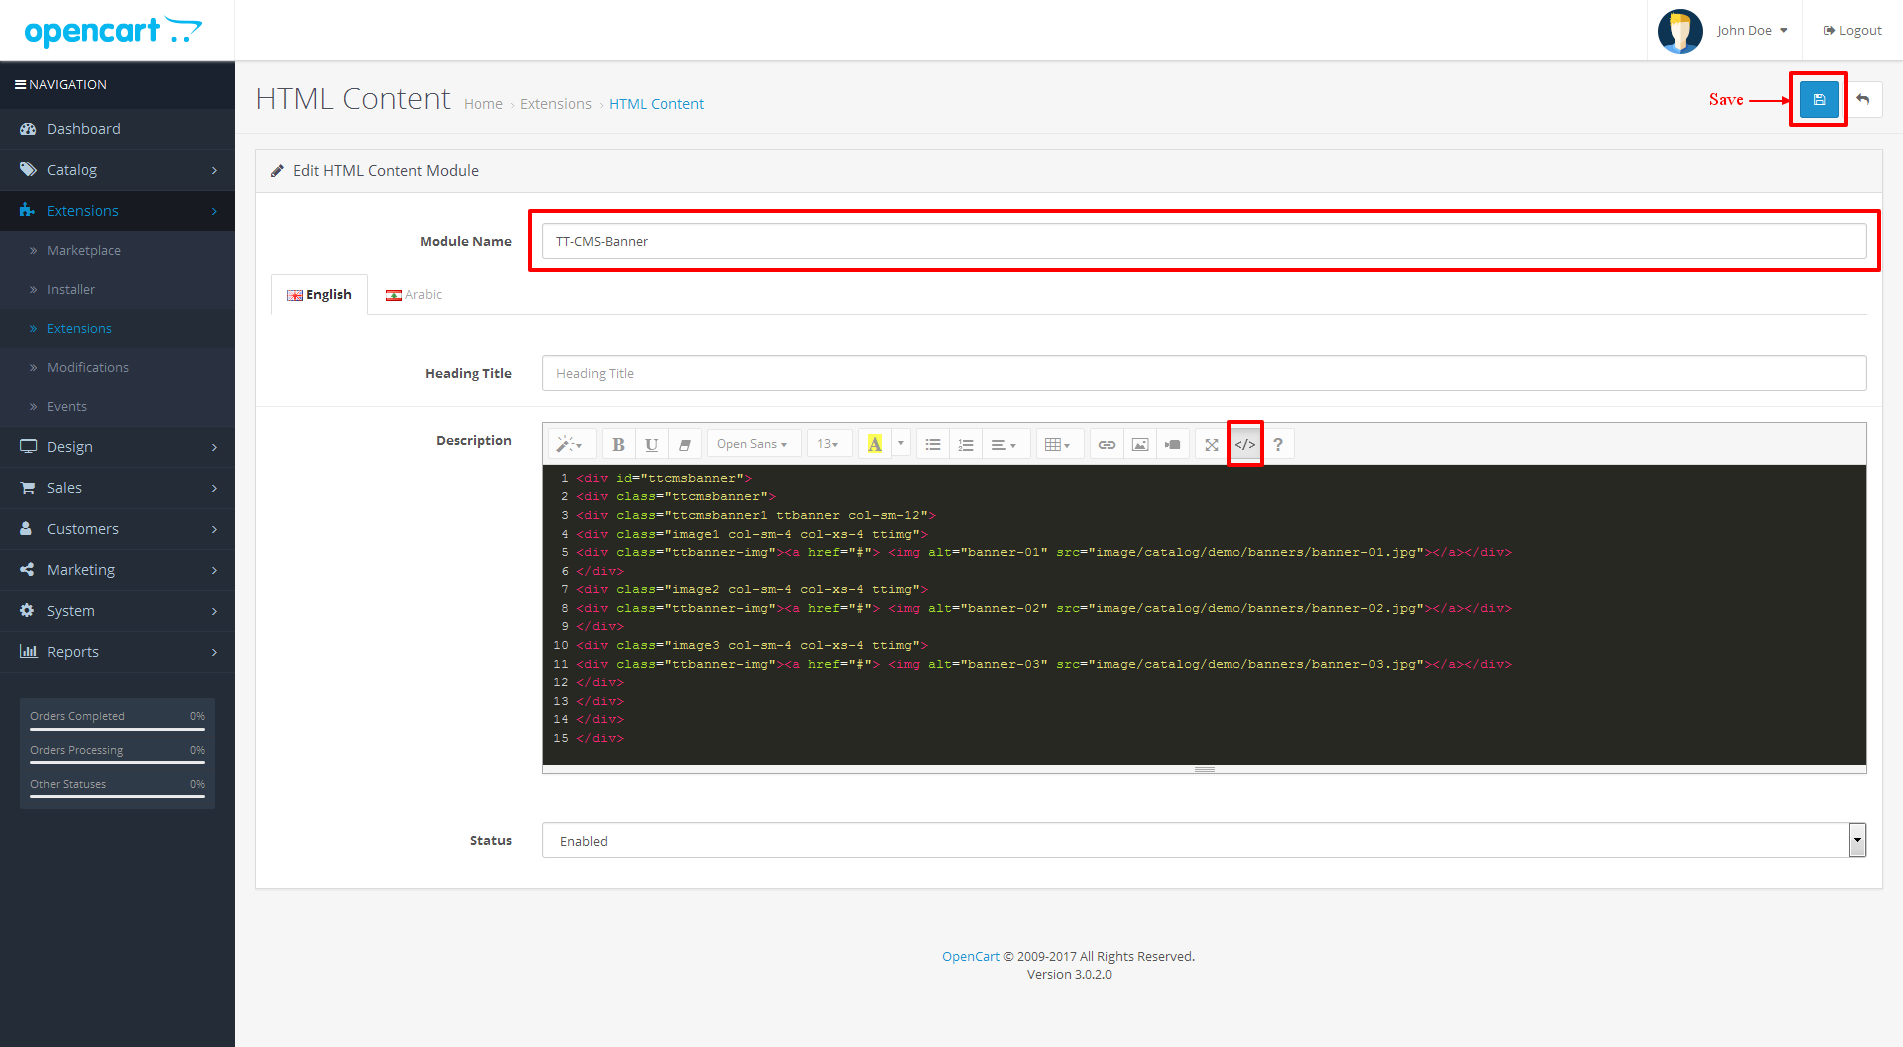 opencart
John Doe
Logout
NAVIGATION
Dashboard
Catalog
Extensions
Marketplace
Installer
Extensions
Modifications
Events
Design
Sales
Customers
Marketing
System
Reports
Orders Completed 0%
Orders Processing 0%
Other Statuses 0%
HTML Content Home › Extensions › HTML Content
Save
Edit HTML Content Module
Module Name TT-CMS-Banner
English Arabic
Heading Title Heading Title
Description
B U Open Sans 13 A </> ?
1 <div id="ttcmsbanner">
2 <div class="ttcmsbanner">
3 <div class="ttcmsbanner1 ttbanner col-sm-12">
4 <div class="image1 col-sm-4 col-xs-4 ttimg">
5 <div class="ttbanner-img"><a href="#"> <img alt="banner-01" src="image/catalog/demo/banners/banner-01.jpg"></a></div>
6 </div>
7 <div class="image2 col-sm-4 col-xs-4 ttimg">
8 <div class="ttbanner-img"><a href="#"> <img alt="banner-02" src="image/catalog/demo/banners/banner-02.jpg"></a></div>
9 </div>
10 <div class="image3 col-sm-4 col-xs-4 ttimg">
11 <div class="ttbanner-img"><a href="#"> <img alt="banner-03" src="image/catalog/demo/banners/banner-03.jpg"></a></div>
12 </div>
13 </div>
14 </div>
15 </div>
Status Enabled
OpenCart © 2009-2017 All Rights Reserved.
Version 3.0.2.0